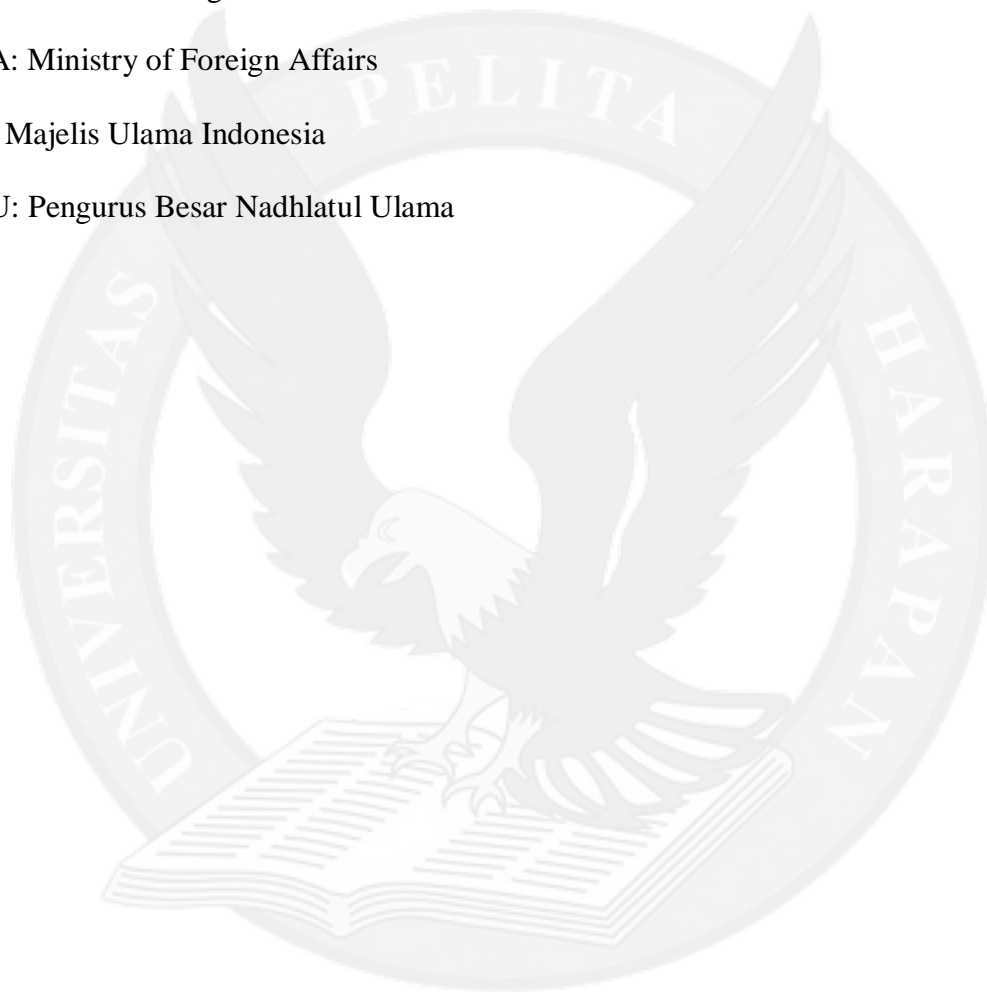 A: Ministry of Foreign Affairs
Majelis Ulama Indonesia
U: Pengurus Besar Nadhlatul Ulama
UNIVERSITAS PELITA HARAPAN